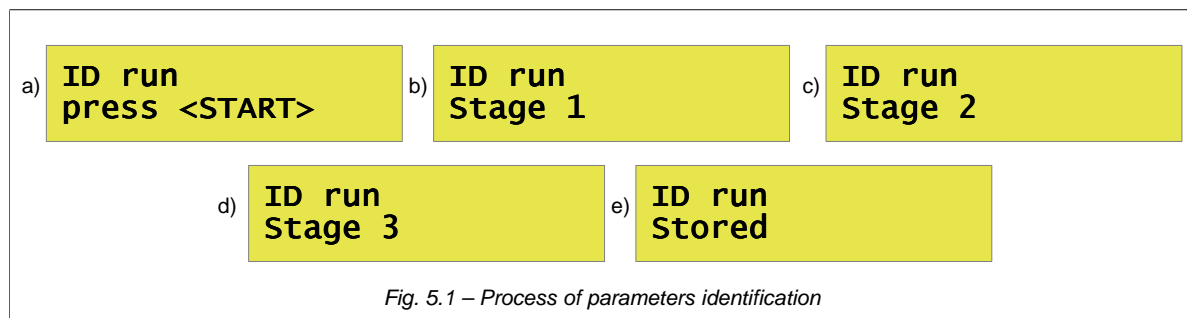 a)
ID run
press <START>
b)
ID run
Stage 1
c)
ID run
Stage 2
d)
ID run
Stage 3
e)
ID run
Stored
Fig. 5.1 – Process of parameters identification